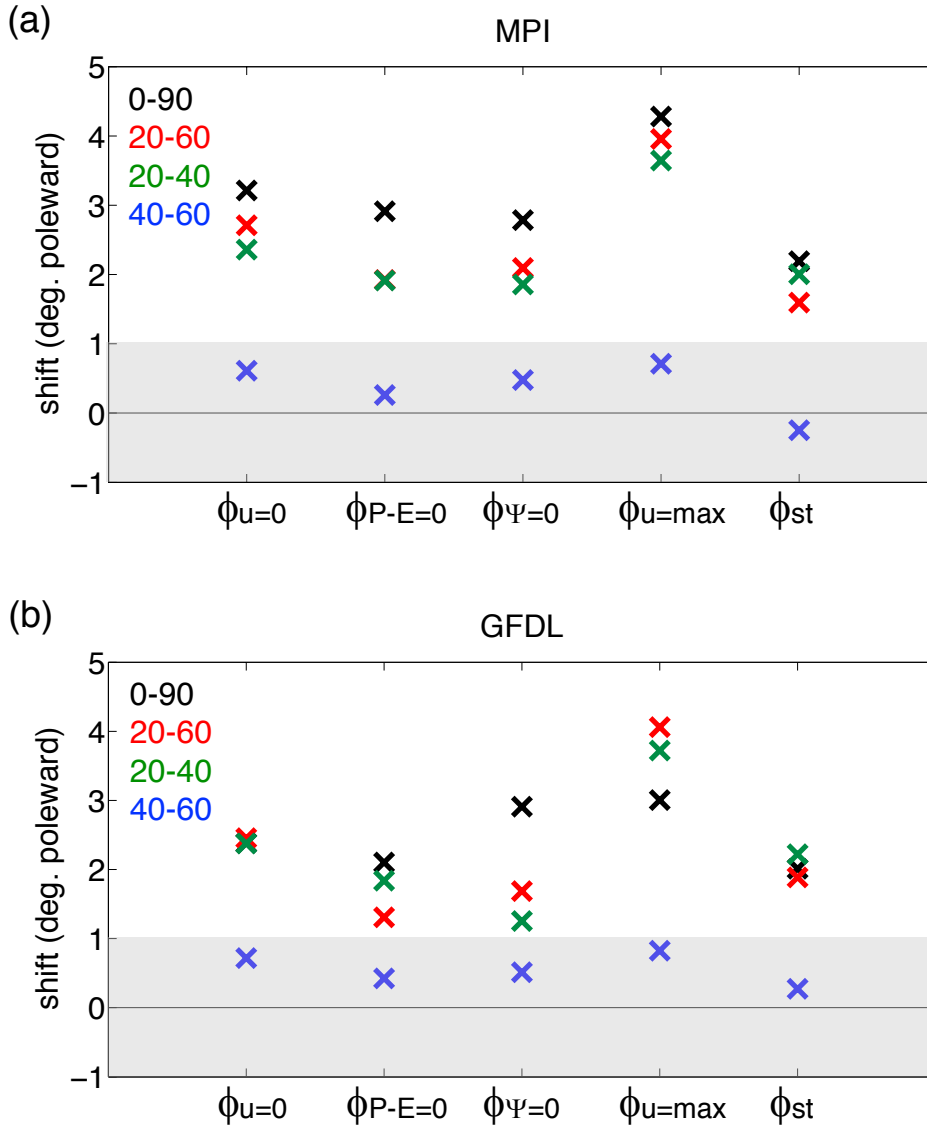 (a)
MPI
5
4
3
2
1
0
−1
shift (deg. poleward)
0-90
20-60
20-40
40-60
ϕu=0 ϕP-E=0 ϕΨ=0 ϕu=max ϕst
(b)
GFDL
5
4
3
2
1
0
−1
shift (deg. poleward)
0-90
20-60
20-40
40-60
ϕu=0 ϕP-E=0 ϕΨ=0 ϕu=max ϕst